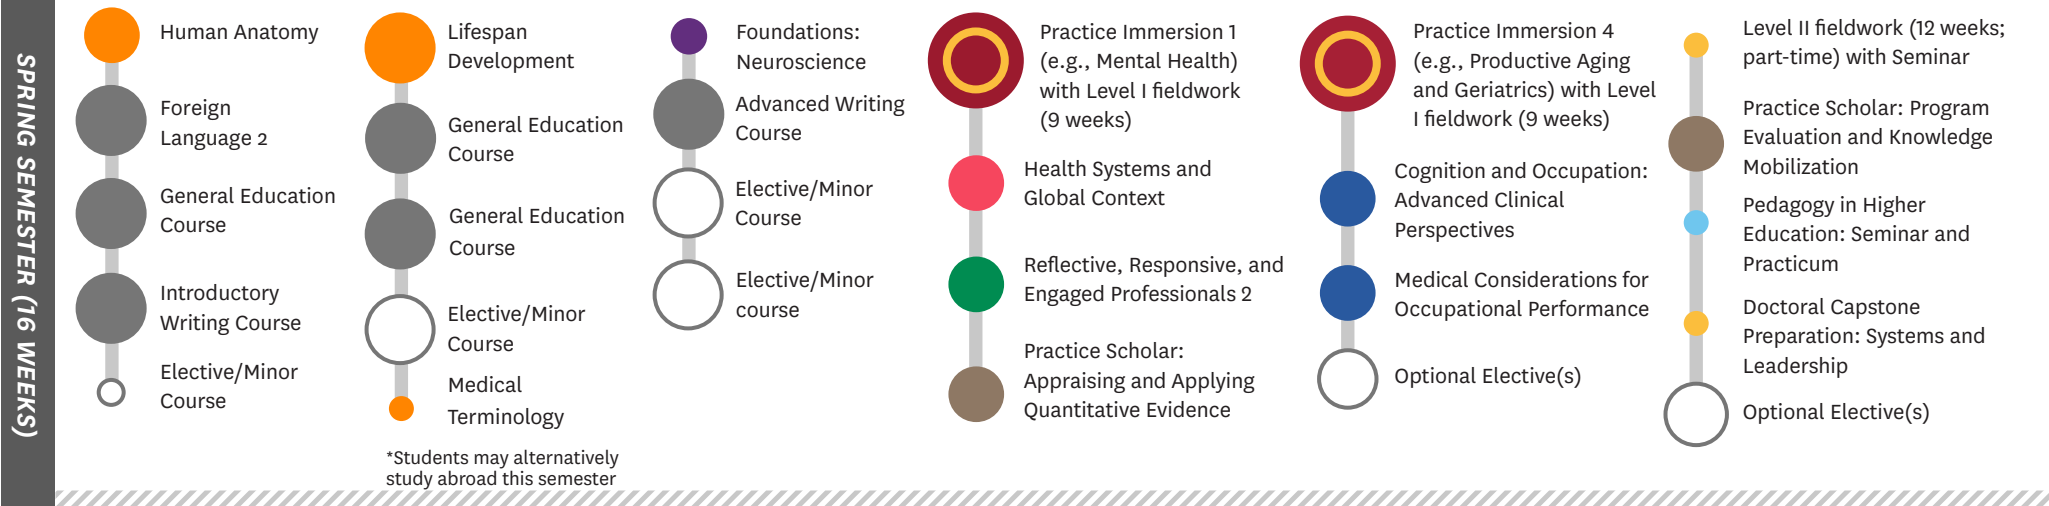 SPRING SEMESTER (16 WEEKS)
Human Anatomy
Foreign
Language 2
General Education
Course
Introductory
Writing Course
Elective/Minor
Course
Lifespan
Development
General Education
Course
General Education
Course
Elective/Minor
Course
Medical
Terminology
*Students may alternatively
study abroad this semester
Foundations:
Neuroscience
Advanced Writing
Course
Elective/Minor
Course
Elective/Minor
course
Practice Immersion 1
(e.g., Mental Health)
with Level I fieldwork
(9 weeks)
Health Systems and
Global Context
Reflective, Responsive, and
Engaged Professionals 2
Practice Scholar:
Appraising and Applying
Quantitative Evidence
Practice Immersion 4
(e.g., Productive Aging
and Geriatrics) with Level
I fieldwork (9 weeks)
Cognition and Occupation:
Advanced Clinical
Perspectives
Medical Considerations for
Occupational Performance
Optional Elective(s)
Level II fieldwork (12 weeks;
part-time) with Seminar
Practice Scholar: Program
Evaluation and Knowledge
Mobilization
Pedagogy in Higher
Education: Seminar and
Practicum
Doctoral Capstone
Preparation: Systems and
Leadership
Optional Elective(s)